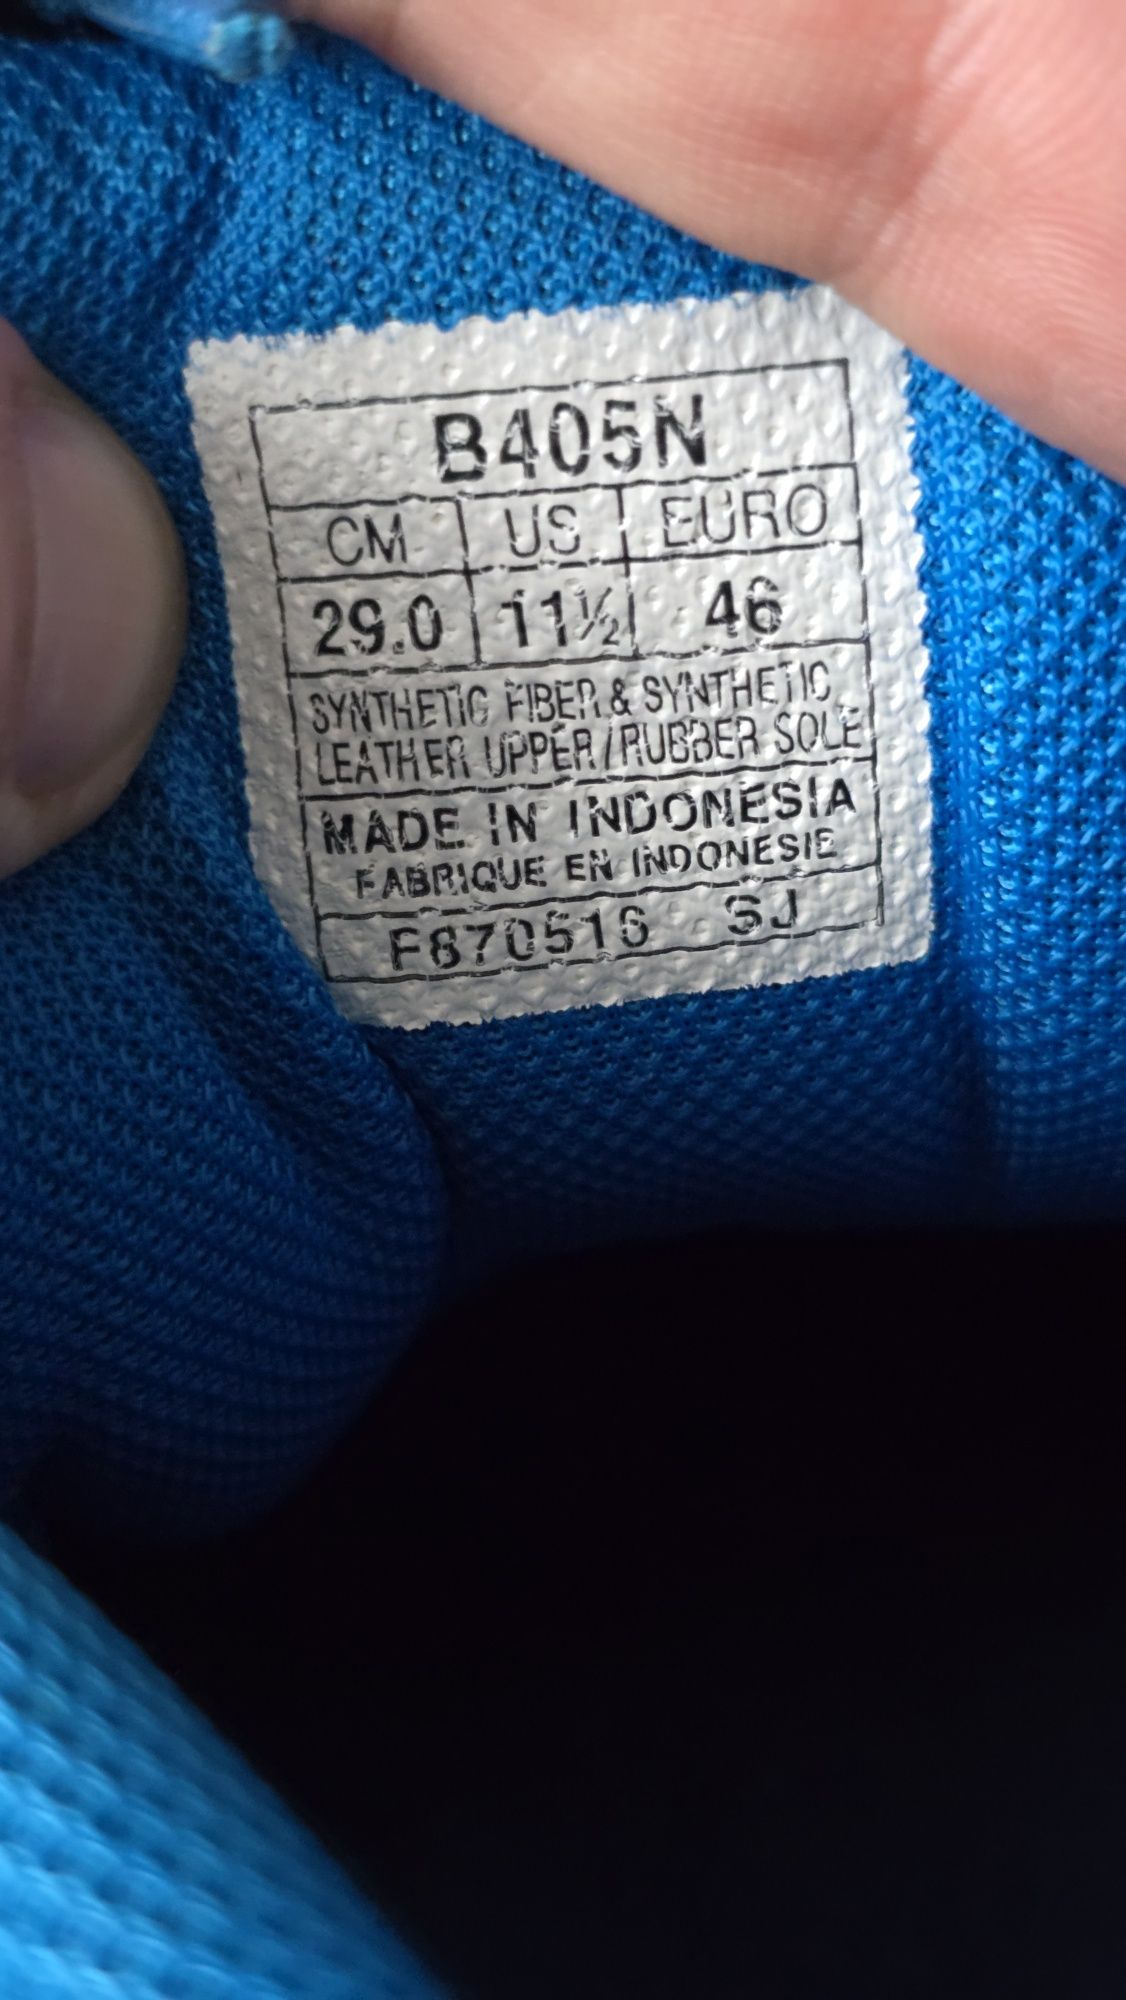 B405N
CM US EURO
29.0 11½ 46
SYNTHETIC FIBER & SYNTHETIC
LEATHER UPPER/RUBBER SOLE
MADE IN INDONESIA
FABRIQUE EN INDONESIE
F870516 SJ